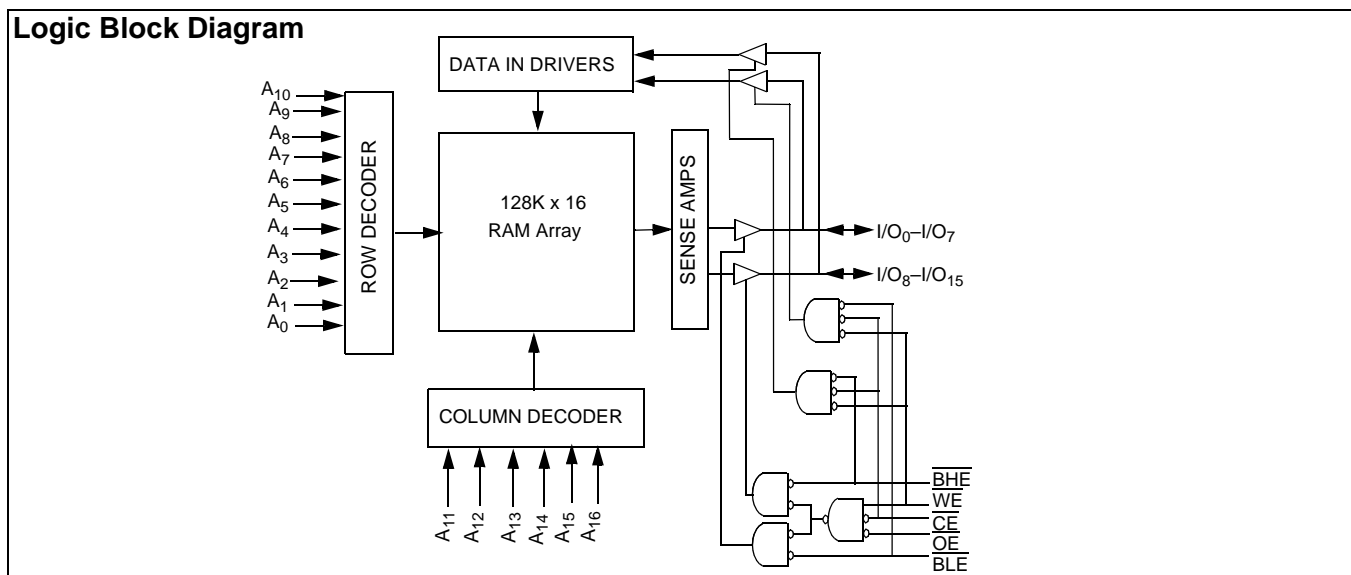 Logic Block Diagram
DATA IN DRIVERS
A10
A9
A8
A7
A6
A5
A4
A3
A2
A1
A0
ROW DECODER
128K x 16
RAM Array
SENSE AMPS
I/O0–I/O7
I/O8–I/O15
COLUMN DECODER
A11
A12
A13
A14
A15
A16
BHE
WE
CE
OE
BLE